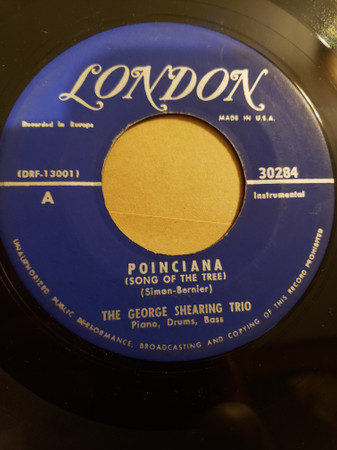 LONDON
Recorded in Europe
MADE IN U.S.A.
(DRF-13001)
30284
A
Instrumental
POINCIANA
(SONG OF THE TREE)
(Simon-Bernier)
THE GEORGE SHEARING TRIO
Piano, Drums, Bass
UNAUTHORIZED PUBLIC PERFORMANCE, BROADCASTING AND COPYING OF THIS RECORD PROHIBITED